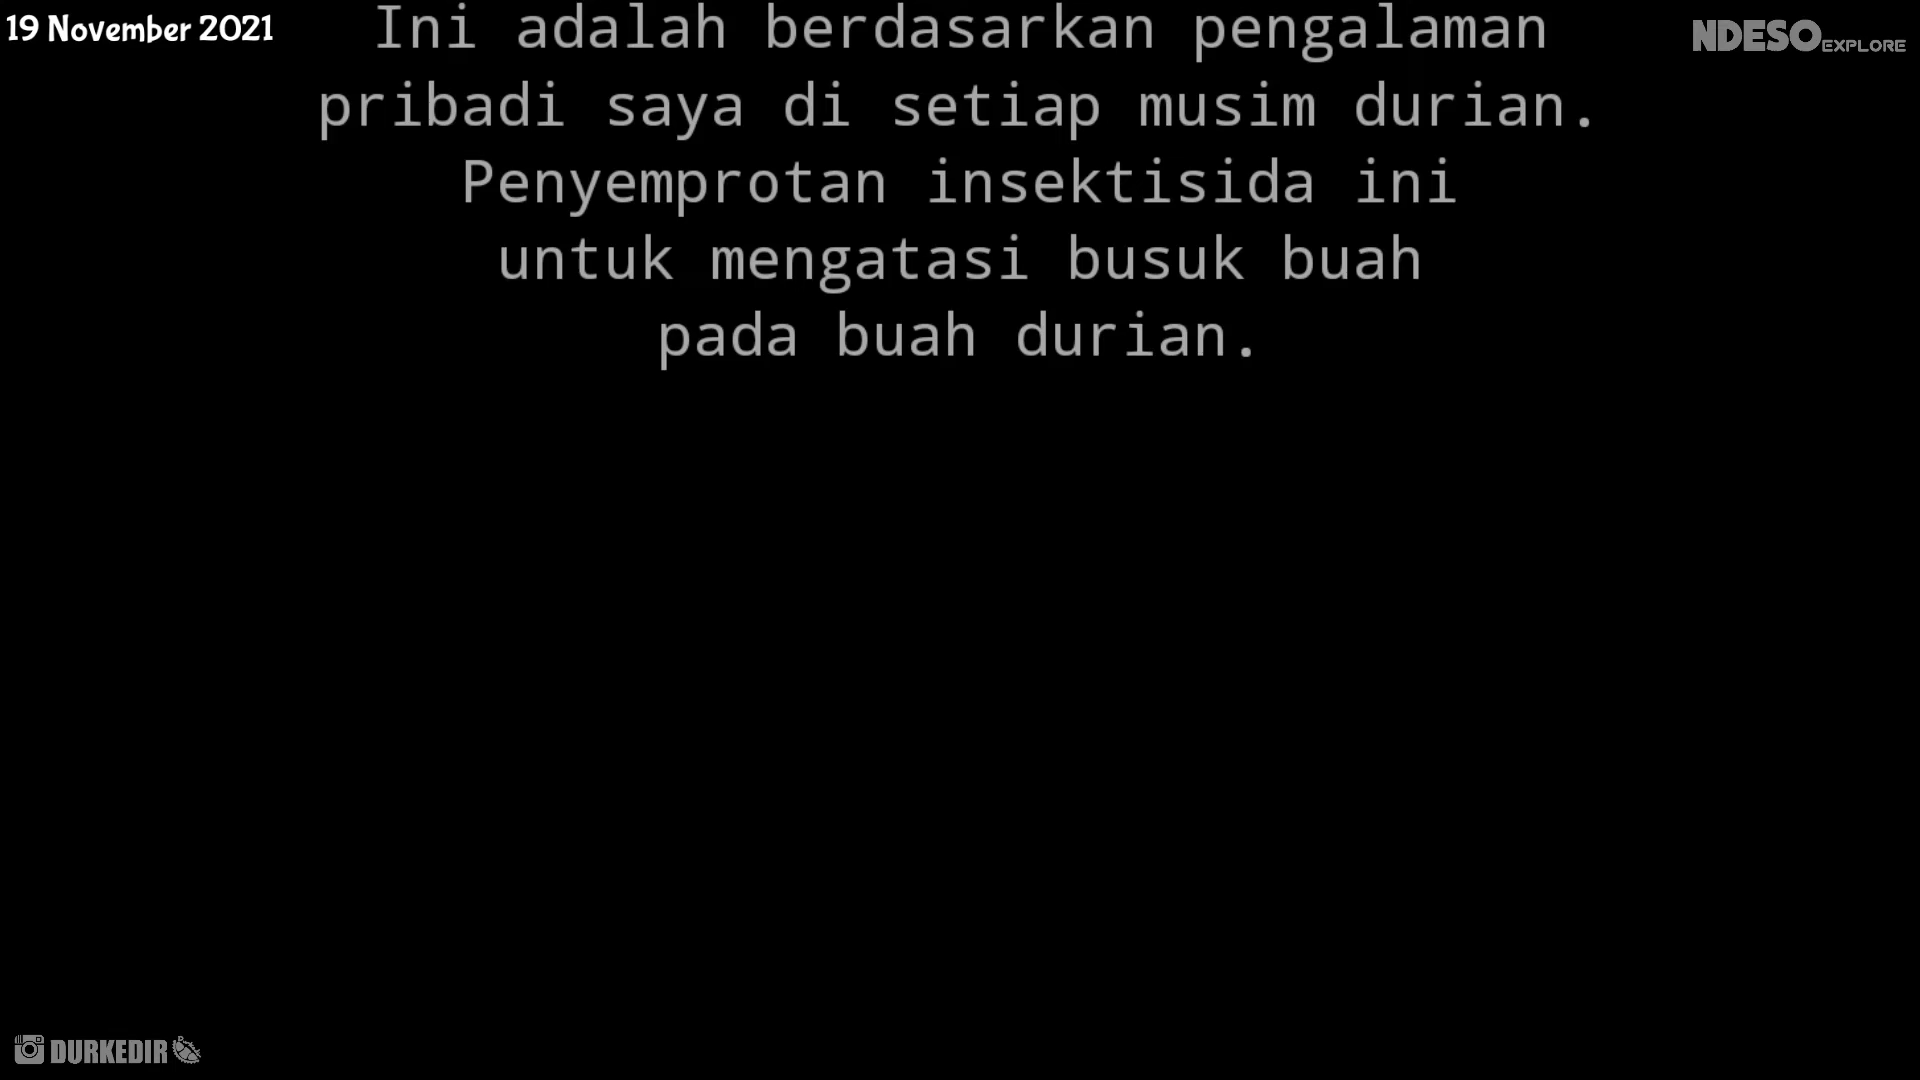 19 November 2021
NDESO EXPLORE
Ini adalah berdasarkan pengalaman
pribadi saya di setiap musim durian.
Penyemprotan insektisida ini
untuk mengatasi busuk buah
pada buah durian.
DURKEDIR